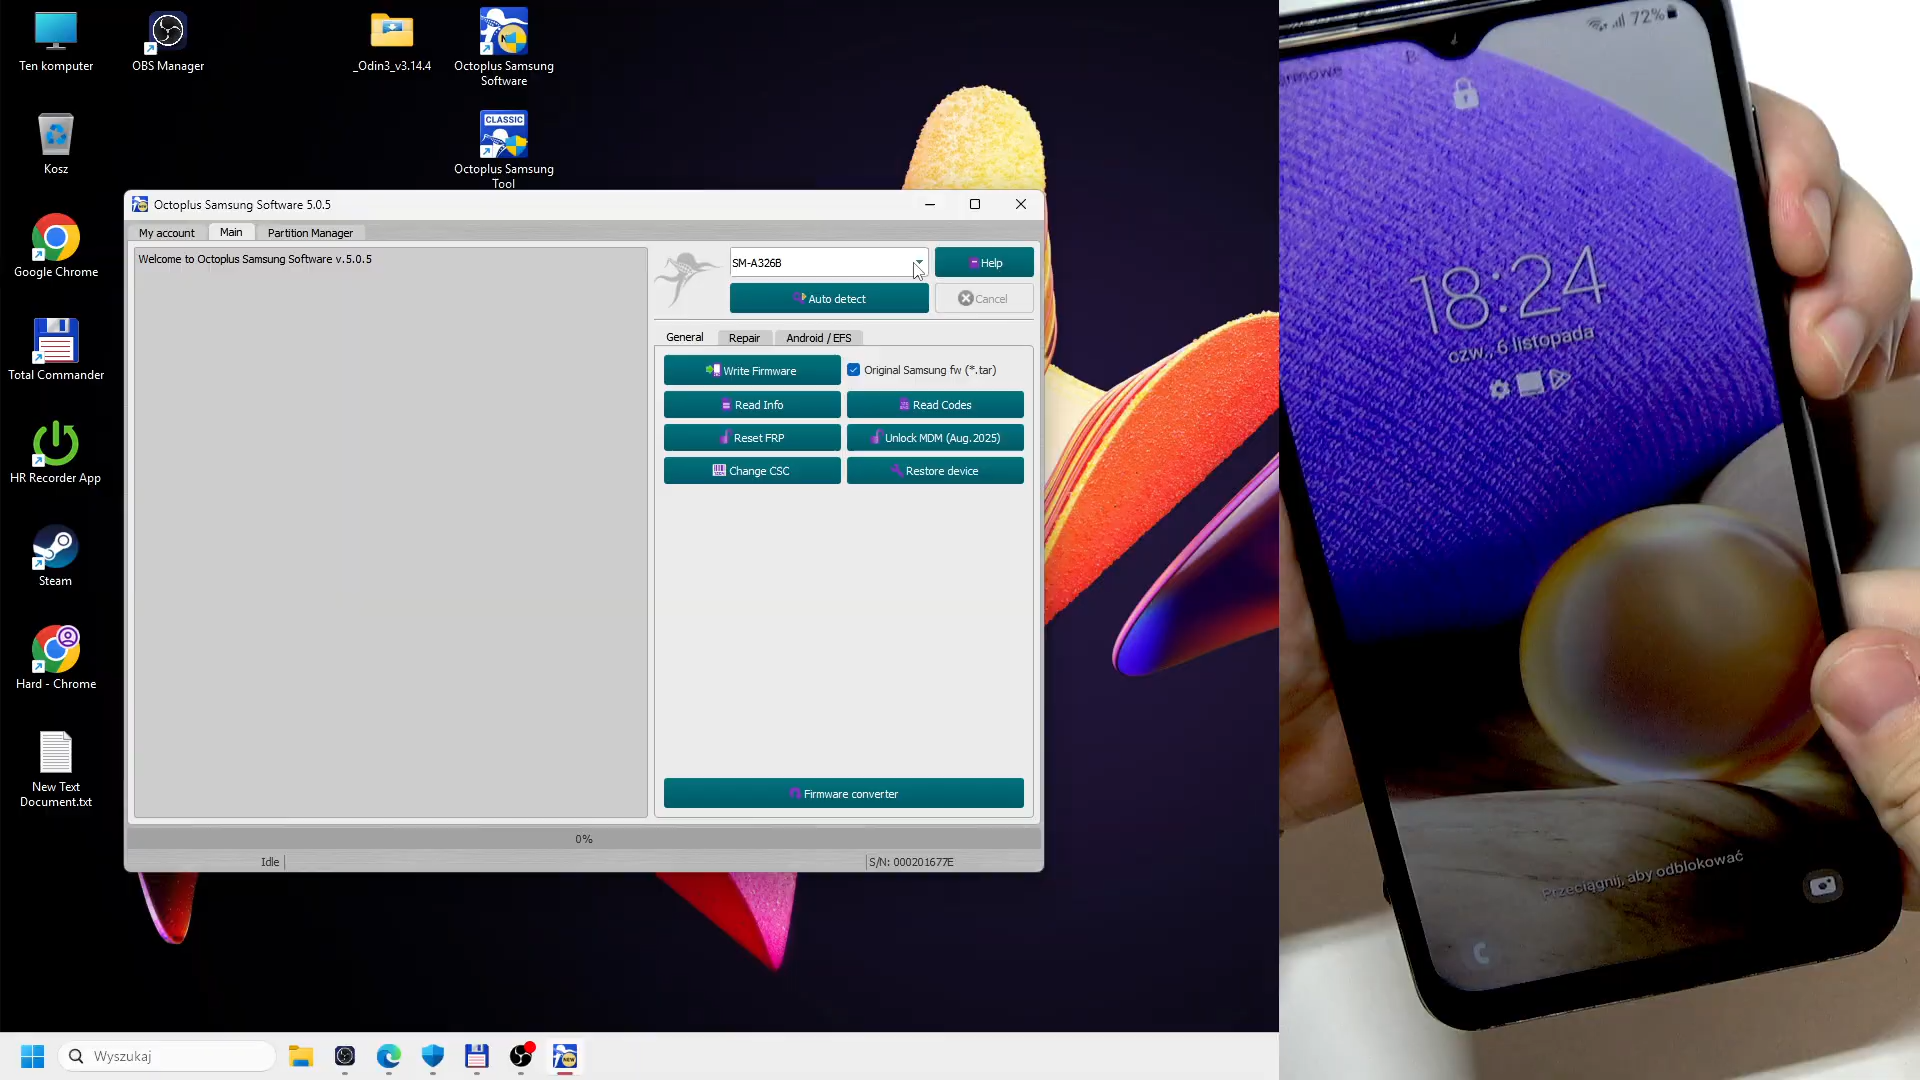 Ten komputer
OBS Manager
_Odin3_v3.14.4
Octoplus Samsung
Software
Kosz
CLASSIC
Octoplus Samsung
Tool
Google Chrome
Total Commander
HR Recorder App
Steam
Hard - Chrome
New Text
Document.txt
Octoplus Samsung Software 5.0.5
My account
Main
Partition Manager
Welcome to Octoplus Samsung Software v.5.0.5
SM-A326B
Help
Auto detect
Cancel
General
Repair
Android / EFS
Write Firmware
Original Samsung fw (*.tar)
Read Info
Read Codes
Reset FRP
Unlock MDM (Aug.2025)
Change CSC
Restore device
Firmware converter
0%
Idle
S/N: 000201677E
Wyszukaj
NEW
72%
18:24
czw., 6 listopada
Przeciągnij, aby odblokować